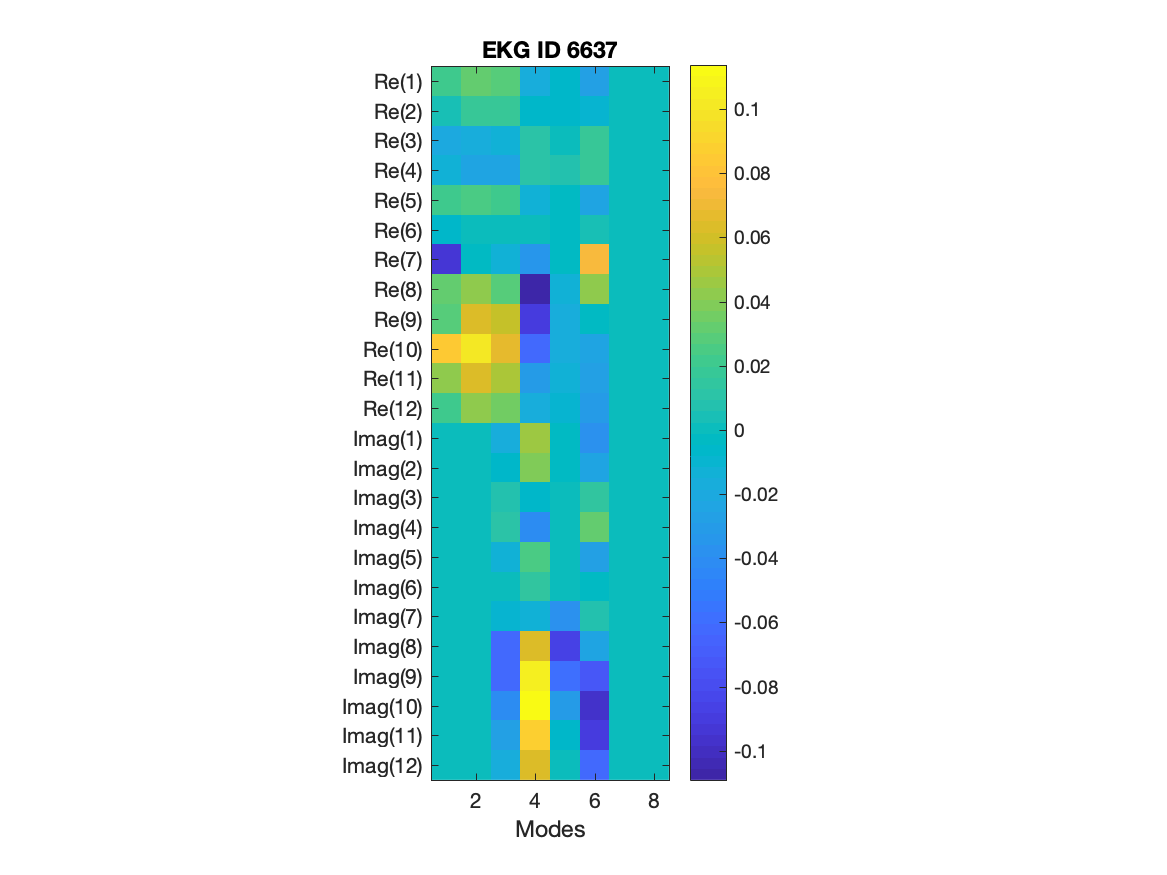 EKG ID 6637
Re(1)
Re(2)
Re(3)
Re(4)
Re(5)
Re(6)
Re(7)
Re(8)
Re(9)
Re(10)
Re(11)
Re(12)
Imag(1)
Imag(2)
Imag(3)
Imag(4)
Imag(5)
Imag(6)
Imag(7)
Imag(8)
Imag(9)
Imag(10)
Imag(11)
Imag(12)
2 4 6 8
Modes
0.1
0.08
0.06
0.04
0.02
0
-0.02
-0.04
-0.06
-0.08
-0.1